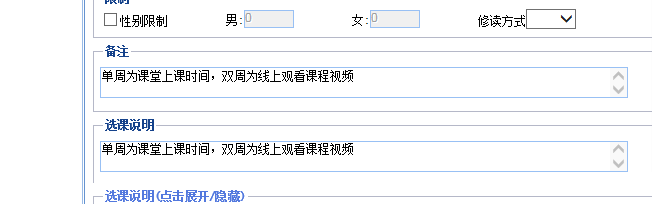 限制
性别限制 男:0 女:0 修读方式
备注
单周为课堂上课时间，双周为线上观看课程视频
选课说明
单周为课堂上课时间，双周为线上观看课程视频
选课说明(点击展开/隐藏)